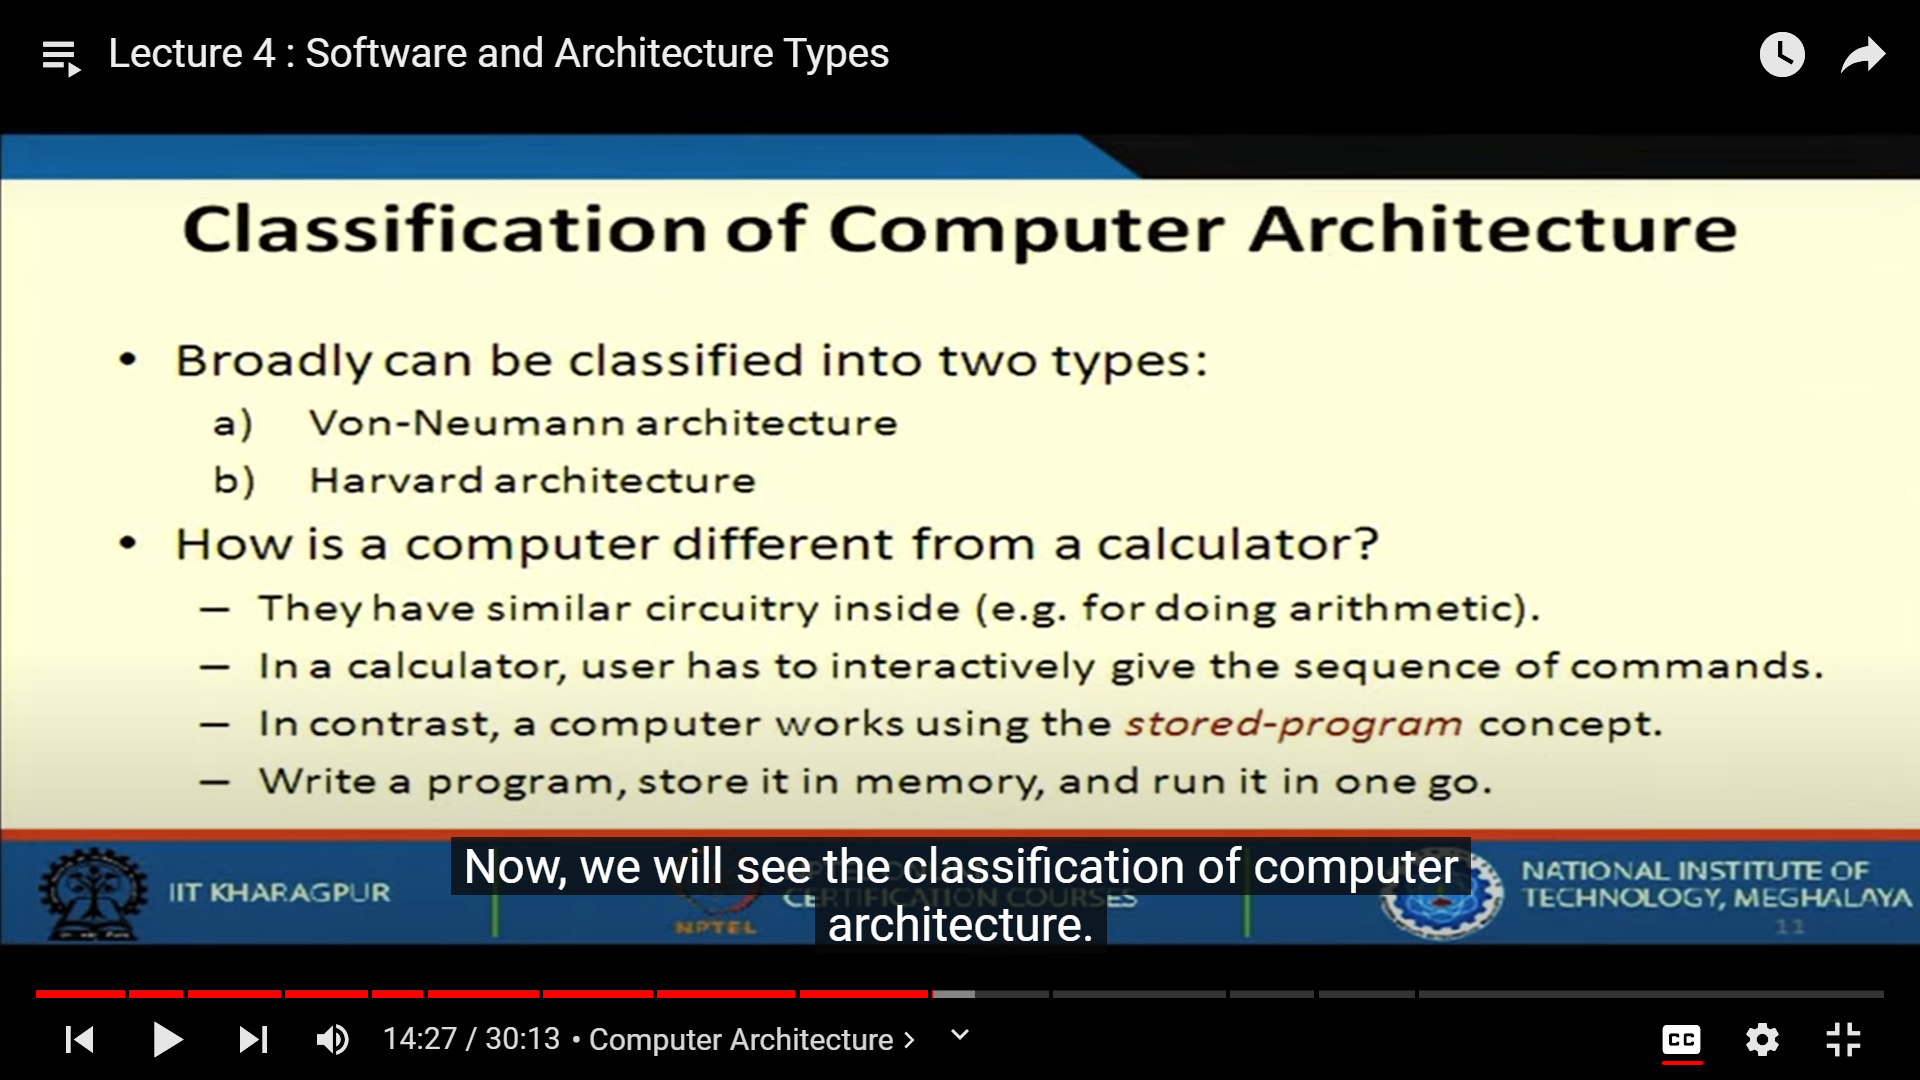 Lecture 4 : Software and Architecture Types
Classification of Computer Architecture
• Broadly can be classified into two types:
a) Von-Neumann architecture
b) Harvard architecture
• How is a computer different from a calculator?
– They have similar circuitry inside (e.g. for doing arithmetic).
– In a calculator, user has to interactively give the sequence of commands.
– In contrast, a computer works using the stored-program concept.
– Write a program, store it in memory, and run it in one go.
Now, we will see the classification of computer
architecture.
IIT KHARAGPUR
NPTEL
CERTIFICATION COURSES
NATIONAL INSTITUTE OF
TECHNOLOGY, MEGHALAYA
11
14:27 / 30:13 • Computer Architecture >
CC